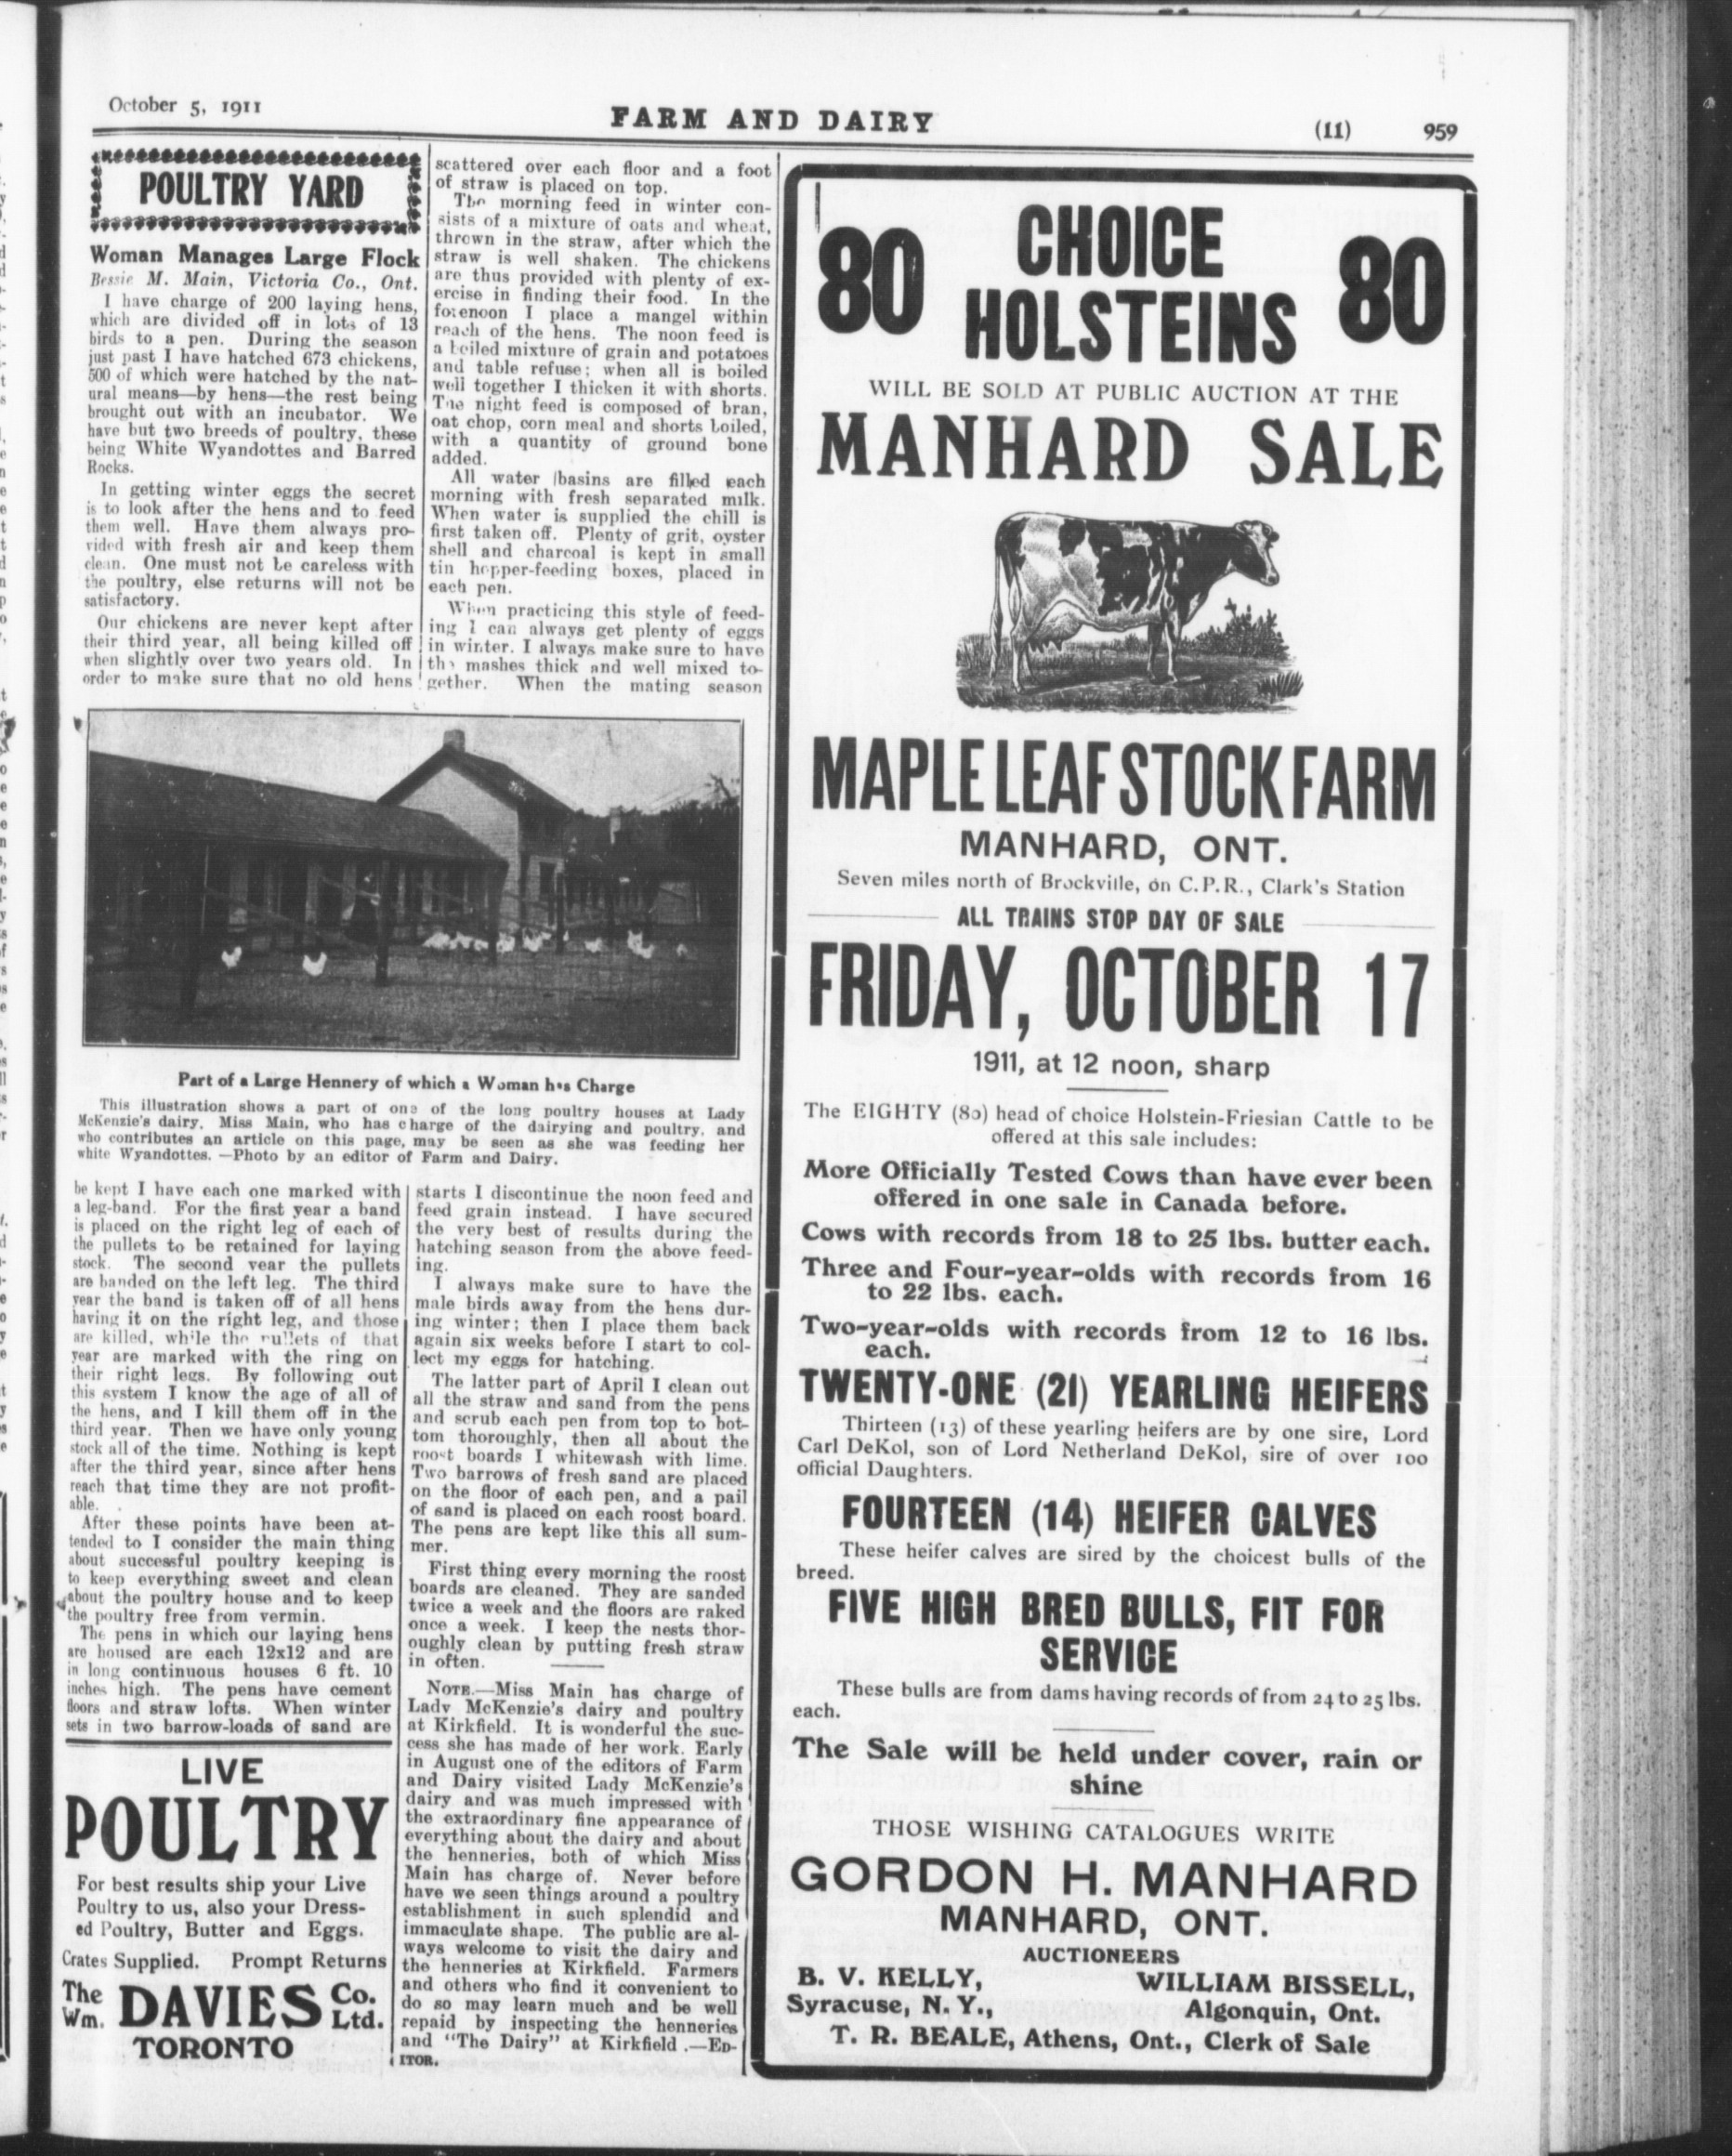 October 5, 1911
FARM AND DAIRY
(11) 959
POULTRY YARD
Woman Manages Large Flock
Bessie M. Main, Victoria Co., Ont.
I have charge of 200 laying hens,
which are divided off in lots of 13
birds to a pen. During the season
just past I have hatched 673 chickens,
500 of which were hatched by the nat-
ural means—by hens—the rest being
brought out with an incubator. We
have but two breeds of poultry, these
being White Wyandottes and Barred
Rocks.
In getting winter eggs the secret
is to look after the hens and to feed
them well. Have them always pro-
vided with fresh air and keep them
clean. One must not be careless with
the poultry, else returns will not be
satisfactory.
Our chickens are never kept after
their third year, all being killed off
when slightly over two years old. In
order to make sure that no old hens
scattered over each floor and a foot
of straw is placed on top.
The morning feed in winter con-
sists of a mixture of oats and wheat,
thrown in the straw, after which the
straw is well shaken. The chickens
are thus provided with plenty of ex-
ercise in finding their food. In the
forenoon I place a mangel within
reach of the hens. The noon feed is
a boiled mixture of grain and potatoes
and table refuse; when all is boiled
well together I thicken it with shorts.
The night feed is composed of bran,
oat chop, corn meal and shorts boiled,
with a quantity of ground bone
added.
All water basins are filled each
morning with fresh separated milk.
When water is supplied the chill is
first taken off. Plenty of grit, oyster
shell and charcoal is kept in small
tin hopper-feeding boxes, placed in
each pen.
When practicing this style of feed-
ing I can always get plenty of eggs
in winter. I always make sure to have
the mashes thick and well mixed to-
gether. When the mating season
Part of a Large Hennery of which a Woman has Charge
This illustration shows a part of one of the long poultry houses at Lady
McKenzie's dairy. Miss Main, who has charge of the dairying and poultry, and
who contributes an article on this page, may be seen as she was feeding her
white Wyandottes. —Photo by an editor of Farm and Dairy.
be kept I have each one marked with
a leg-band. For the first year a band
is placed on the right leg of each of
the pullets to be retained for laying
stock. The second year the pullets
are banded on the left leg. The third
year the band is taken off of all hens
having it on the right leg, and those
are killed, while the pullets of that
year are marked with the ring on
their right legs. By following out
this system I know the age of all of
the hens, and I kill them off in the
third year. Then we have only young
stock all of the time. Nothing is kept
after the third year, since after hens
reach that time they are not profit-
able.
After these points have been at-
tended to I consider the main thing
about successful poultry keeping is
to keep everything sweet and clean
about the poultry house and to keep
the poultry free from vermin.
The pens in which our laying hens
are housed are each 12x12 and are
in long continuous houses 6 ft. 10
inches high. The pens have cement
floors and straw lofts. When winter
sets in two barrow-loads of sand are
starts I discontinue the noon feed and
feed grain instead. I have secured
the very best of results during the
hatching season from the above feed-
ing.
I always make sure to have the
male birds away from the hens dur-
ing winter; then I place them back
again six weeks before I start to col-
lect my eggs for hatching.
The latter part of April I clean out
all the straw and sand from the pens
and scrub each pen from top to bot-
tom thoroughly, then all about the
roost boards I whitewash with lime.
Two barrows of fresh sand are placed
on the floor of each pen, and a pail
of sand is placed on each roost board.
The pens are kept like this all sum-
mer.
First thing every morning the roost
boards are cleaned. They are sanded
twice a week and the floors are raked
once a week. I keep the nests thor-
oughly clean by putting fresh straw
in often.
NOTE.—Miss Main has charge of
Lady McKenzie's dairy and poultry
at Kirkfield. It is wonderful the suc-
cess she has made of her work. Early
in August one of the editors of Farm
and Dairy visited Lady McKenzie's
dairy and was much impressed with
the extraordinary fine appearance of
everything about the dairy and about
the henneries, both of which Miss
Main has charge of. Never before
have we seen things around a poultry
establishment in such splendid and
immaculate shape. The public are al-
ways welcome to visit the dairy and
the henneries at Kirkfield. Farmers
and others who find it convenient to
do so may learn much and be well
repaid by inspecting the henneries
and "The Dairy" at Kirkfield .—ED-
ITOR.
LIVE
POULTRY
For best results ship your Live
Poultry to us, also your Dress-
ed Poultry, Butter and Eggs.
Crates Supplied. Prompt Returns
The Wm. DAVIES Co. Ltd.
TORONTO
80 CHOICE HOLSTEINS 80
WILL BE SOLD AT PUBLIC AUCTION AT THE
MANHARD SALE
MAPLE LEAF STOCK FARM
MANHARD, ONT.
Seven miles north of Brockville, on C.P.R., Clark's Station
ALL TRAINS STOP DAY OF SALE
FRIDAY, OCTOBER 17
1911, at 12 noon, sharp
The EIGHTY (80) head of choice Holstein-Friesian Cattle to be
offered at this sale includes:
More Officially Tested Cows than have ever been
offered in one sale in Canada before.
Cows with records from 18 to 25 lbs. butter each.
Three and Four-year-olds with records from 16
to 22 lbs. each.
Two-year-olds with records from 12 to 16 lbs.
each.
TWENTY-ONE (21) YEARLING HEIFERS
Thirteen (13) of these yearling heifers are by one sire, Lord
Carl DeKol, son of Lord Netherland DeKol, sire of over 100
official Daughters.
FOURTEEN (14) HEIFER CALVES
These heifer calves are sired by the choicest bulls of the
breed.
FIVE HIGH BRED BULLS, FIT FOR
SERVICE
These bulls are from dams having records of from 24 to 25 lbs.
each.
The Sale will be held under cover, rain or
shine
THOSE WISHING CATALOGUES WRITE
GORDON H. MANHARD
MANHARD, ONT.
AUCTIONEERS
B. V. KELLY, WILLIAM BISSELL,
Syracuse, N. Y., Algonquin, Ont.
T. R. BEALE, Athens, Ont., Clerk of Sale